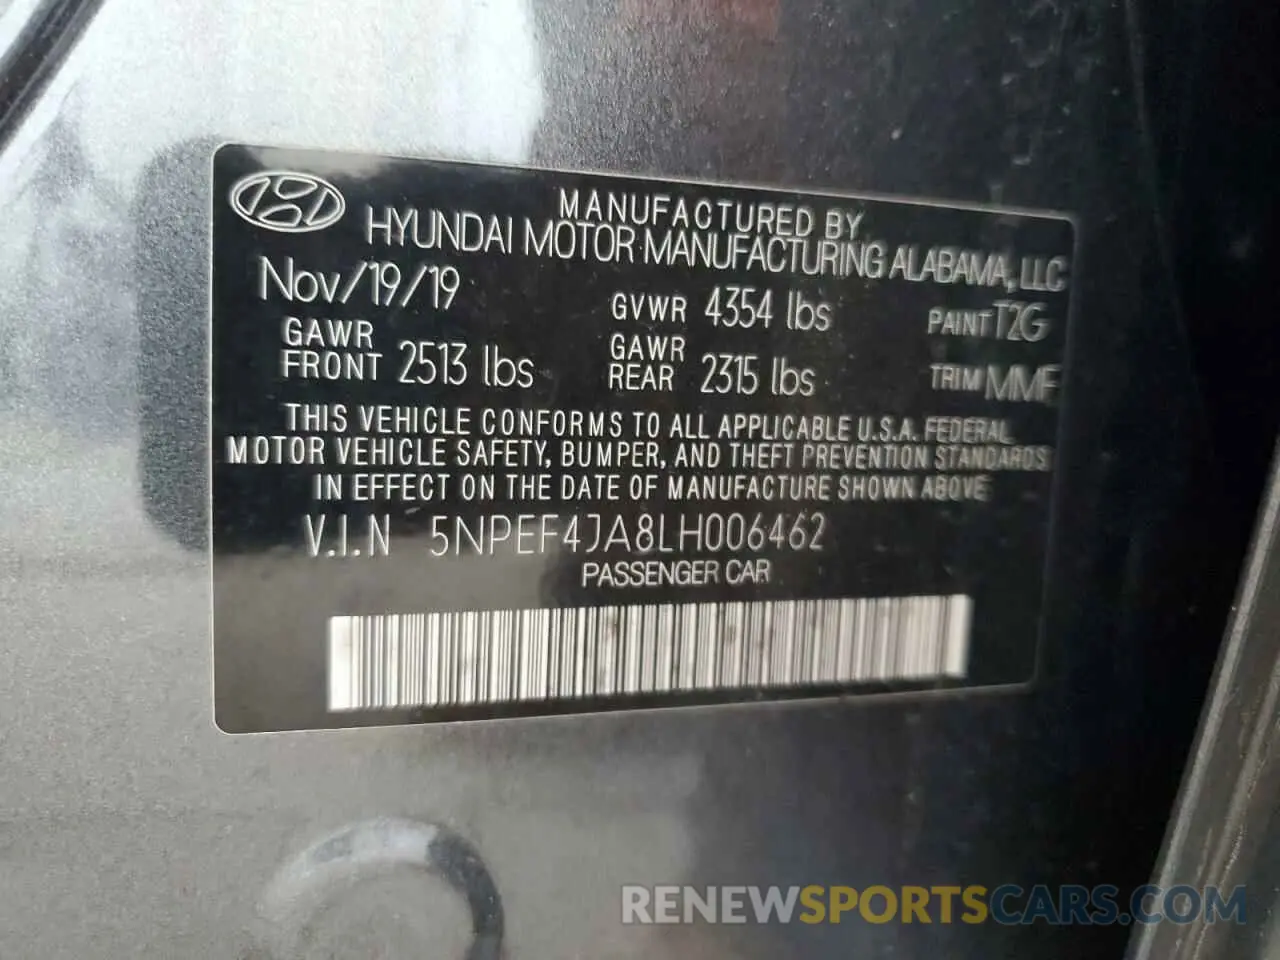 MANUFACTURED BY
HYUNDAI MOTOR MANUFACTURING ALABAMA, LLC
Nov/19/19 GVWR 4354 lbs PAINT T2G
GAWR FRONT 2513 lbs GAWR REAR 2315 lbs TRIM MMF
THIS VEHICLE CONFORMS TO ALL APPLICABLE U.S.A. FEDERAL
MOTOR VEHICLE SAFETY, BUMPER, AND THEFT PREVENTION STANDARDS
IN EFFECT ON THE DATE OF MANUFACTURE SHOWN ABOVE
V.I.N 5NPEF4JA8LH006462
PASSENGER CAR
RENEWSPORTSCARS.COM